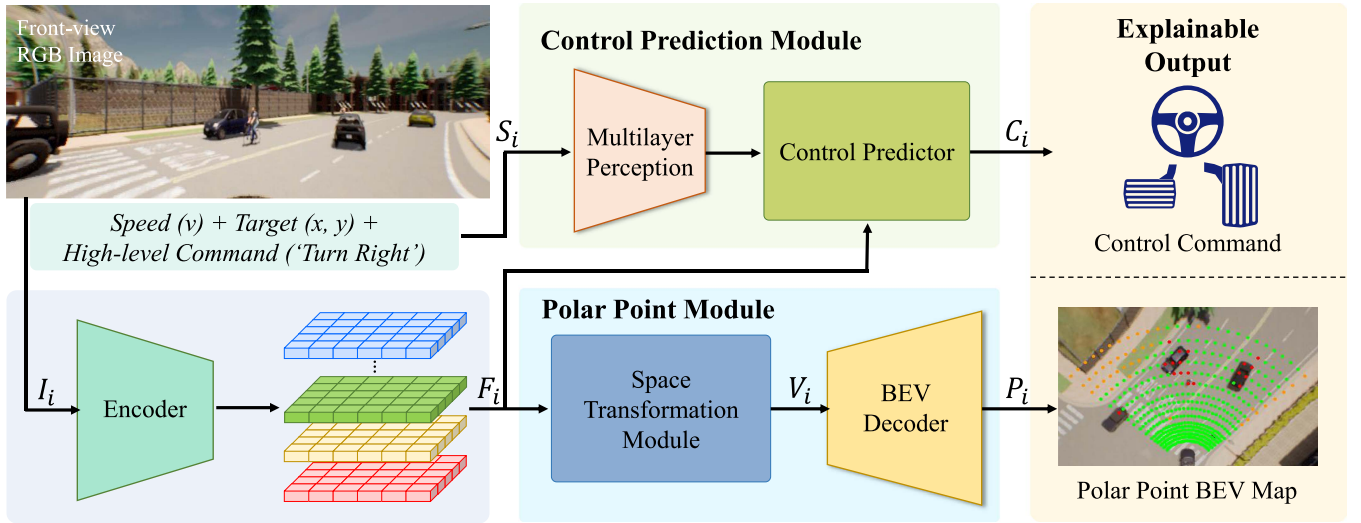 Front-view
RGB Image
Speed (v) + Target (x, y) +
High-level Command (‘Turn Right’)
S_i
Control Prediction Module
Multilayer
Perception
Control Predictor
C_i
Explainable
Output
Control Command
I_i
Encoder
...
F_i
Polar Point Module
Space
Transformation
Module
V_i
BEV
Decoder
P_i
Polar Point BEV Map